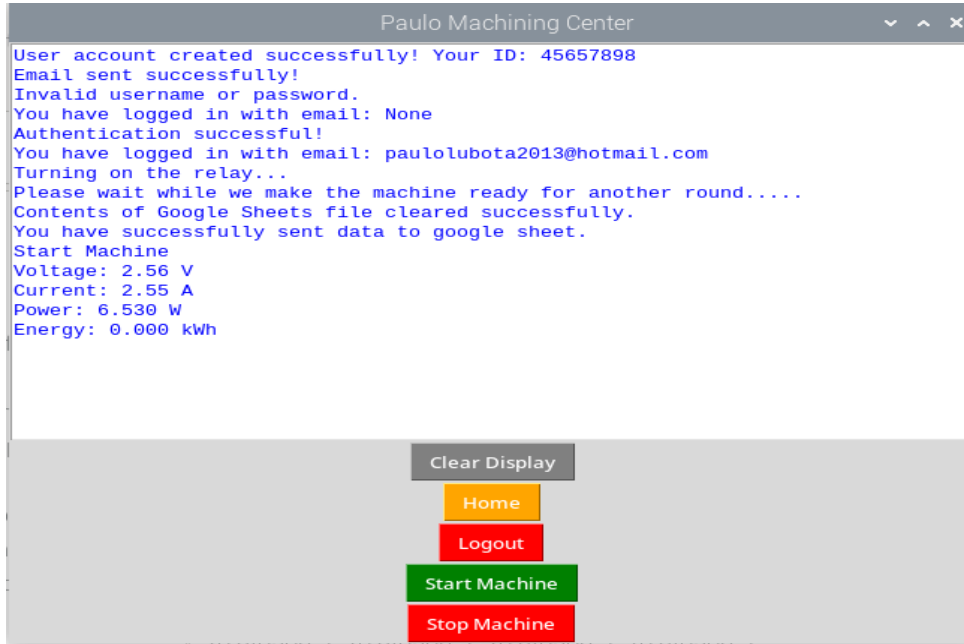 Paulo Machining Center
User account created successfully! Your ID: 45657898
Email sent successfully!
Invalid username or password.
You have logged in with email: None
Authentication successful!
You have logged in with email: paulolubota2013@hotmail.com
Turning on the relay...
Please wait while we make the machine ready for another round.....
Contents of Google Sheets file cleared successfully.
You have successfully sent data to google sheet.
Start Machine
Voltage: 2.56 V
Current: 2.55 A
Power: 6.530 W
Energy: 0.000 kWh
Clear Display
Home
Logout
Start Machine
Stop Machine